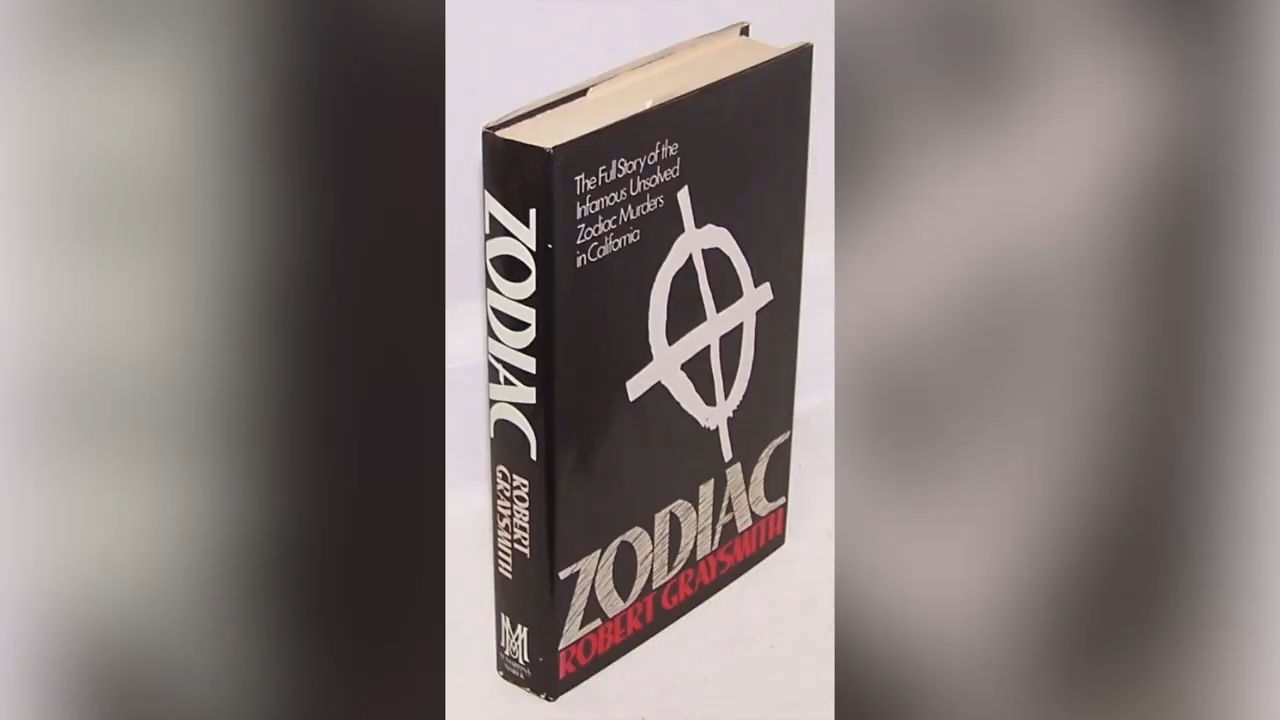 The Full Story of the
Infamous Unsolved
Zodiac Murders
in California
ZODIAC
ROBERT GRAYSMITH
ZODIAC
ROBERT
GRAYSMITH